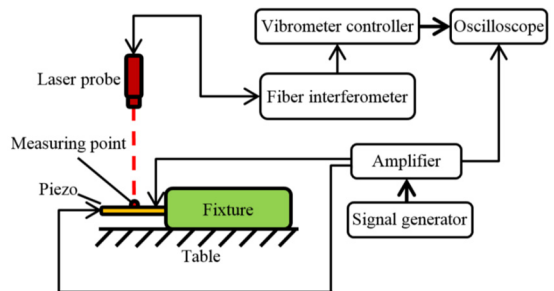 Vibrometer controller
Oscilloscope
Laser probe
Fiber interferometer
Measuring point
Amplifier
Piezo
Fixture
Signal generator
Table